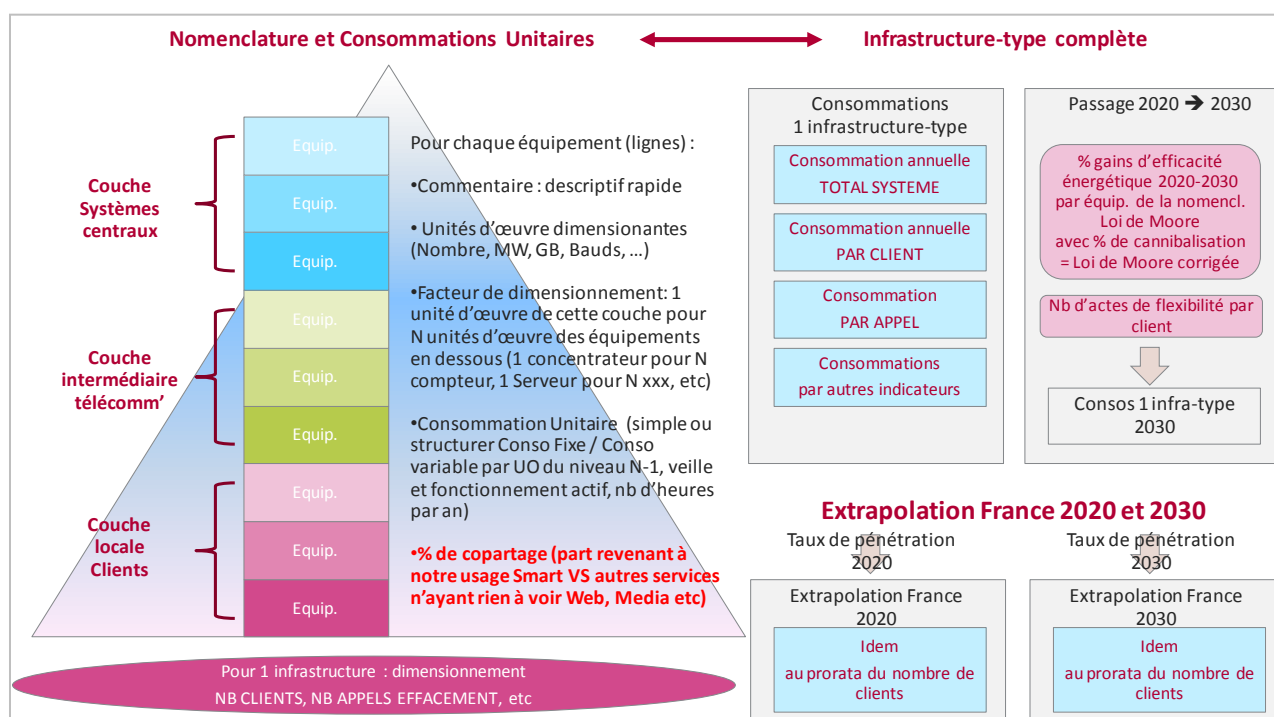 Nomenclature et Consommations Unitaires
Infrastructure-type complète
Couche
Systèmes
centraux
Couche
intermédiaire
télécomm’
Couche
locale
Clients
Equip.
Equip.
Equip.
Equip.
Equip.
Equip.
Equip.
Equip.
Equip.
Pour chaque équipement (lignes) :
•Commentaire : descriptif rapide
• Unités d’œuvre dimensionantes
(Nombre, MW, GB, Bauds, …)
•Facteur de dimensionnement: 1
unité d’œuvre de cette couche pour
N unités d’œuvre des équipements
en dessous (1 concentrateur pour N
compteur, 1 Serveur pour N xxx, etc)
•Consommation Unitaire (simple ou
structurer Conso Fixe / Conso
variable par UO du niveau N-1, veille
et fonctionnement actif, nb d’heures
par an)
•% de copartage (part revenant à
notre usage Smart VS autres services
n’ayant rien à voir Web, Media etc)
Pour 1 infrastructure : dimensionnement
NB CLIENTS, NB APPELS EFFACEMENT, etc
Consommations
1 infrastructure-type
Consommation annuelle
TOTAL SYSTEME
Consommation annuelle
PAR CLIENT
Consommation
PAR APPEL
Consommations
par autres indicateurs
Passage 2020 ➔ 2030
% gains d’efficacité
énergétique 2020-2030
par équip. de la nomencl.
Loi de Moore
avec % de cannibalisation
= Loi de Moore corrigée
Nb d’actes de flexibilité par
client
Consos 1 infra-type
2030
Extrapolation France 2020 et 2030
Taux de pénétration
2020
Extrapolation France
2020
Idem
au prorata du nombre de
clients
Taux de pénétration
2030
Extrapolation France
2030
Idem
au prorata du nombre de
clients